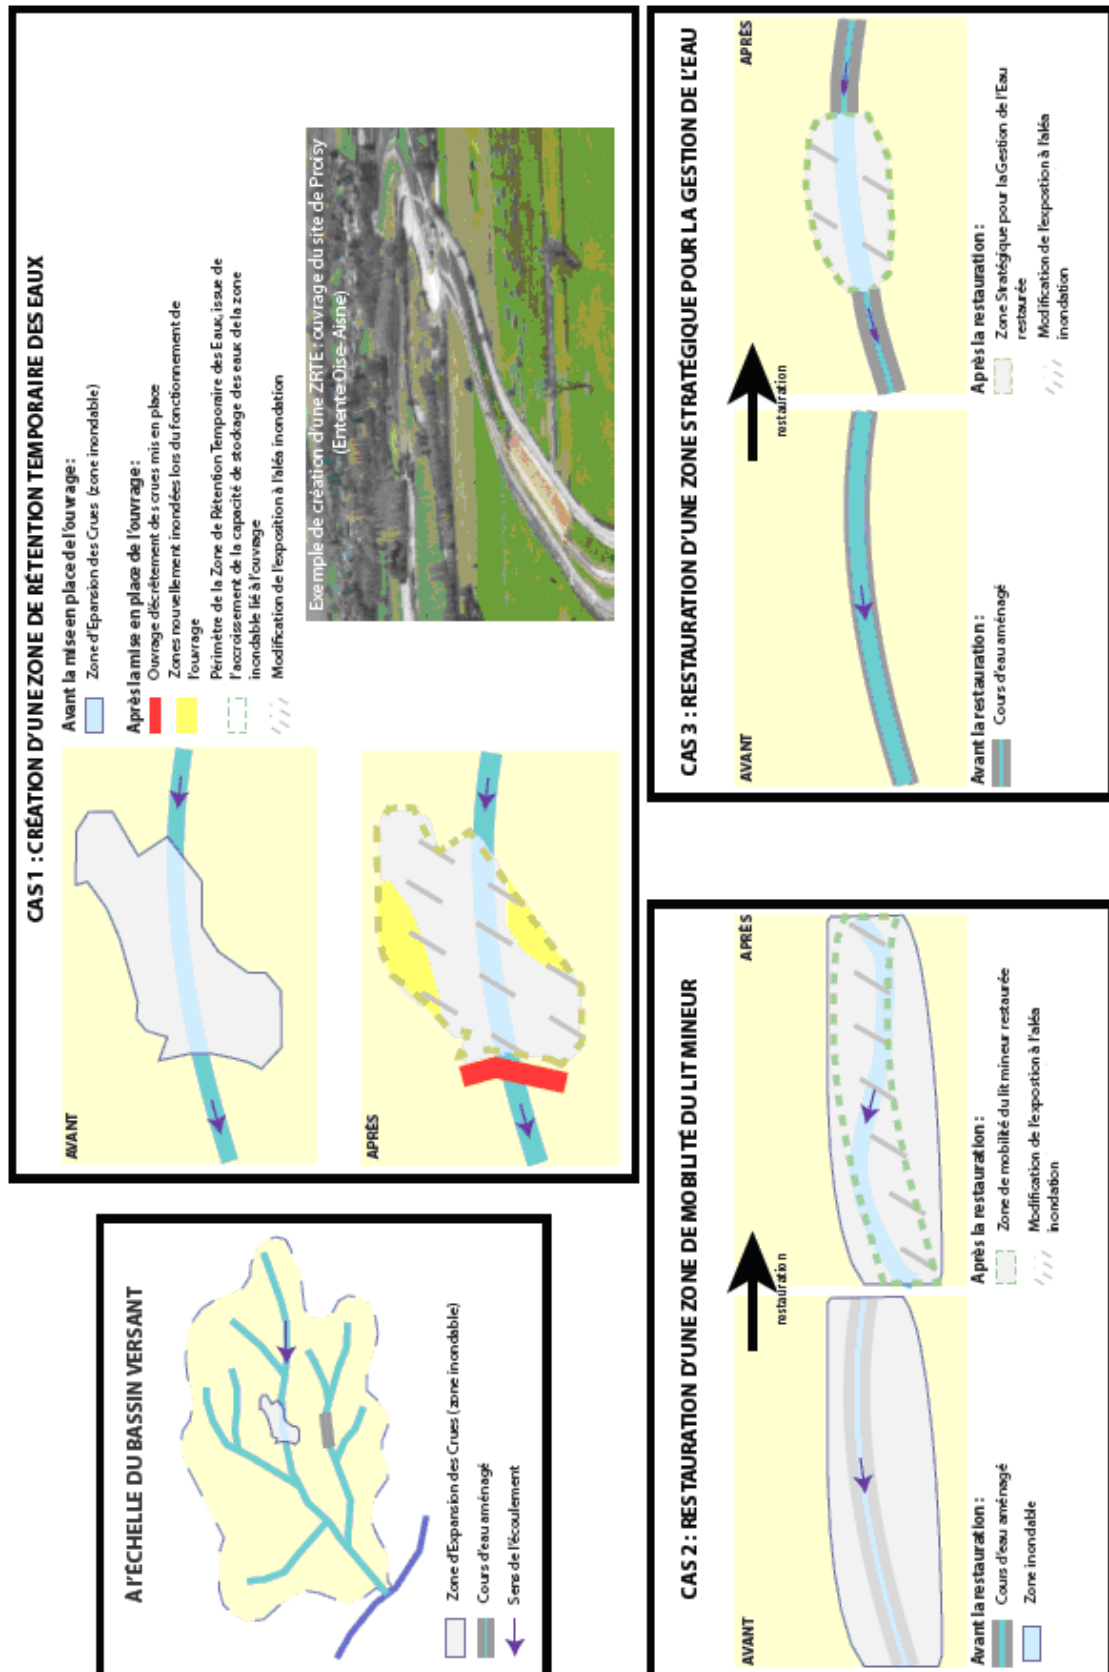 A l'ÉCHELLE DU BASSIN VERSANT
Zone d'Expansion des Crues (zone inondable)
Cours d'eau aménagé
Sens de l'écoulement
CAS 1 : CRÉATION D'UNE ZONE DE RÉTENTION TEMPORAIRE DES EAUX
AVANT
APRÈS
Avant la mise en place de l'ouvrage :
Zone d'Epansion des Crues (zone inondable)
Après la mise en place de l'ouvrage :
Ouvrage d'écrêtement des crues mis en place
Zones nouvellement inondées lors du fonctionnement de
l'ouvrage
Périmètre de la Zone de Rétention Temporaire des Eaux, issue de
l'accroissement de la capacité de stockage des eaux de la zone
inondable lié à l'ouvrage
Modification de l'exposition à l'aléa inondation
Exemple de création d'une ZRTE : ouvrage du site de Proisy
(Entente Oise-Aisne)
CAS 2 : RESTAURATION D'UNE ZONE DE MOBILITÉ DU LIT MINEUR
AVANT
restauration
APRÈS
Avant la restauration :
Cours d'eau aménagé
Zone inondable
Après la restauration :
Zone de mobilité du lit mineur restaurée
Modification de l'expostion à l'aléa
inondation
CAS 3 : RESTAURATION D'UNE ZONE STRATÉGIQUE POUR LA GESTION DE L'EAU
AVANT
restauration
APRÈS
Avant la restauration :
Cours d'eau aménagé
Après la restauration :
Zone Stratégique pour la Gestion de l'Eau
restaurée
Modification de l'expostion à l'aléa
inondation